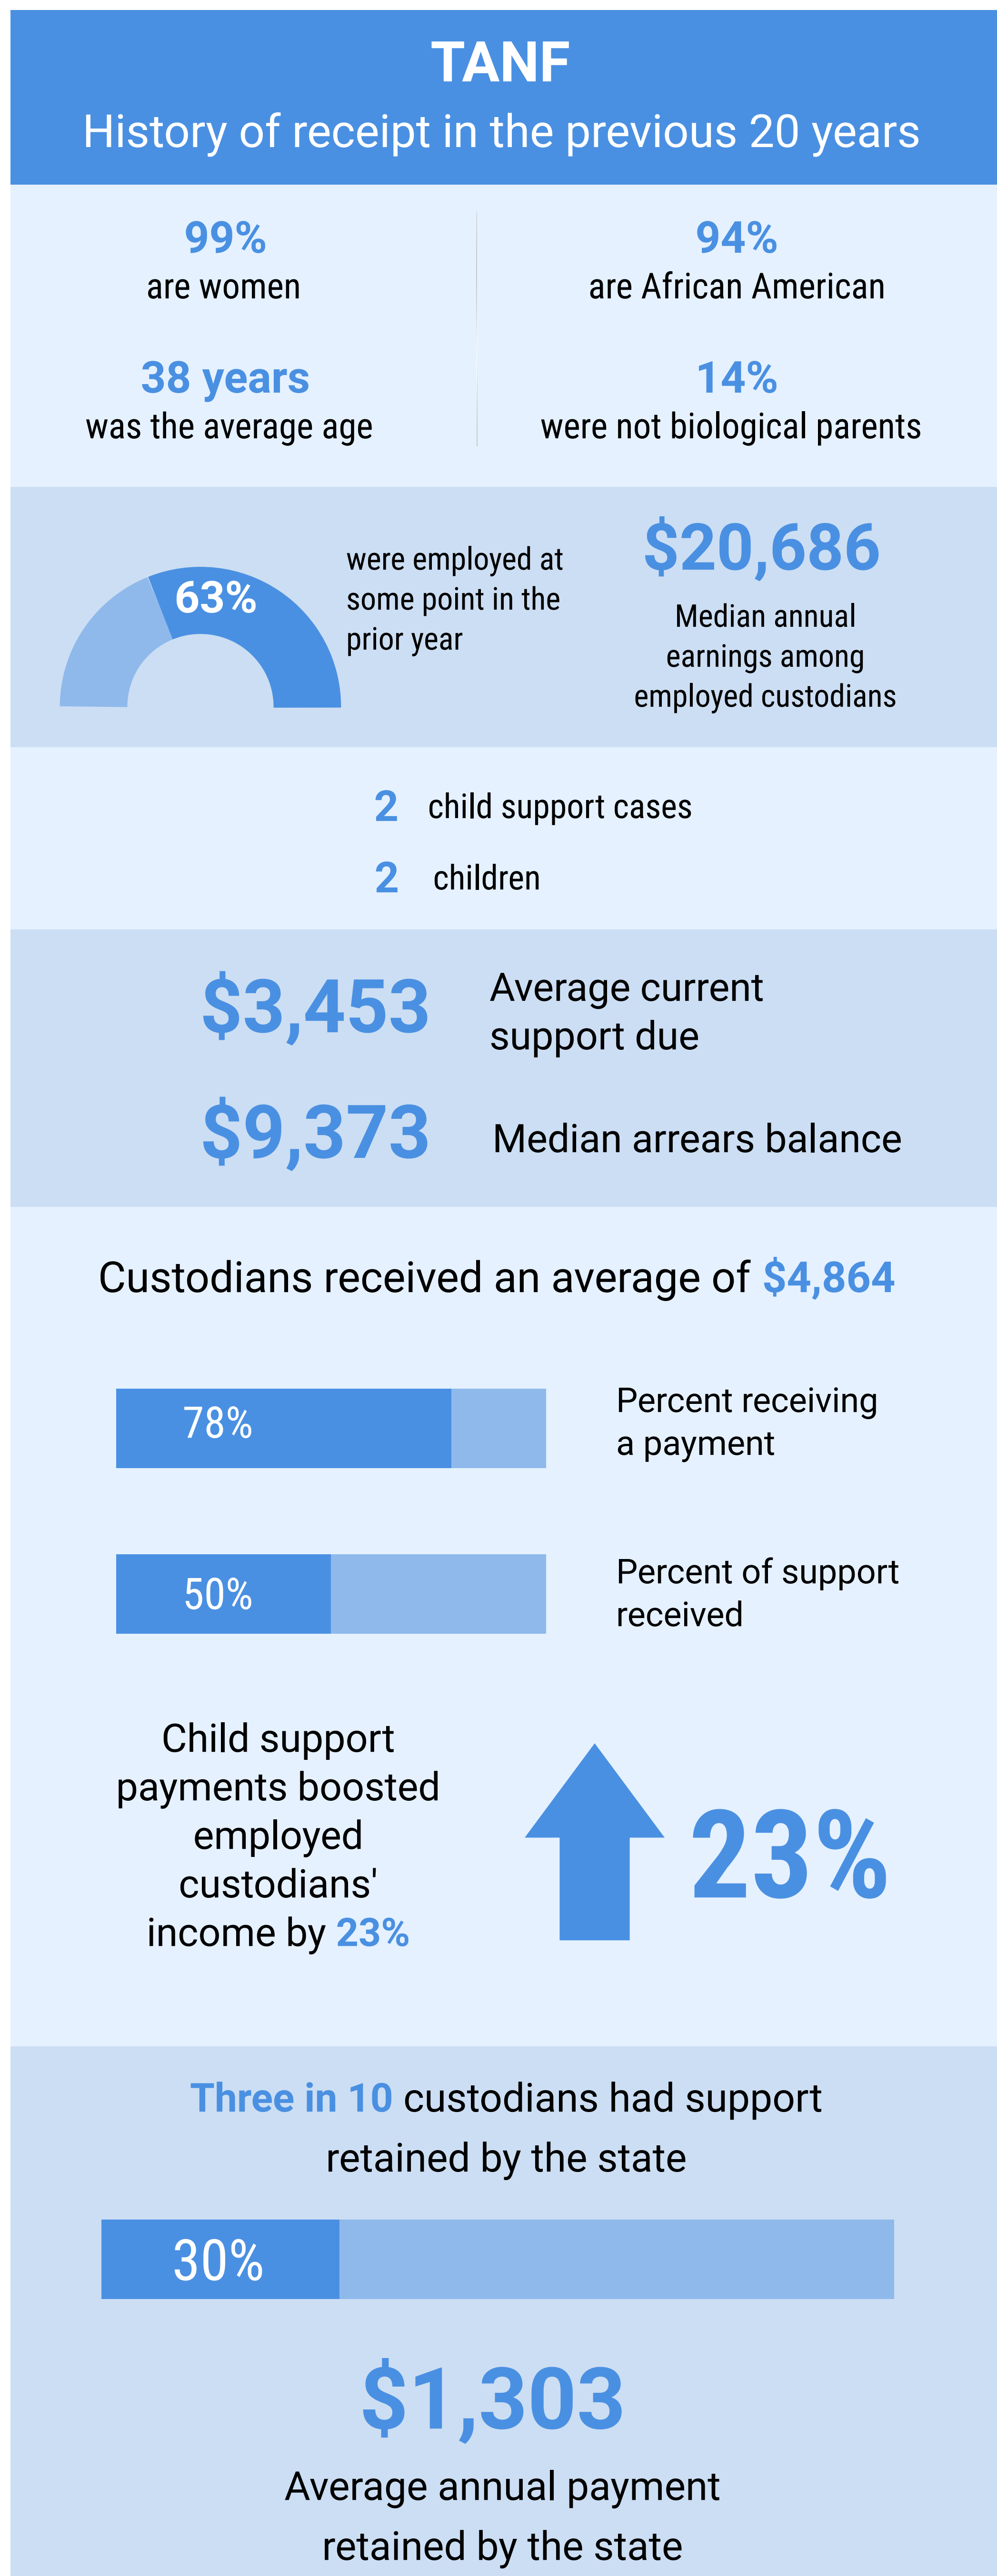 TANF
History of receipt in the previous 20 years
99%
are women
94%
are African American
38 years
was the average age
14%
were not biological parents
63%
were employed at
some point in the
prior year
$20,686
Median annual
earnings among
employed custodians
2 child support cases
2 children
$3,453
Average current
support due
$9,373
Median arrears balance
Custodians received an average of $4,864
78%
Percent receiving
a payment
50%
Percent of support
received
Child support
payments boosted
employed
custodians'
income by 23%
23%
Three in 10 custodians had support
retained by the state
30%
$1,303
Average annual payment
retained by the state